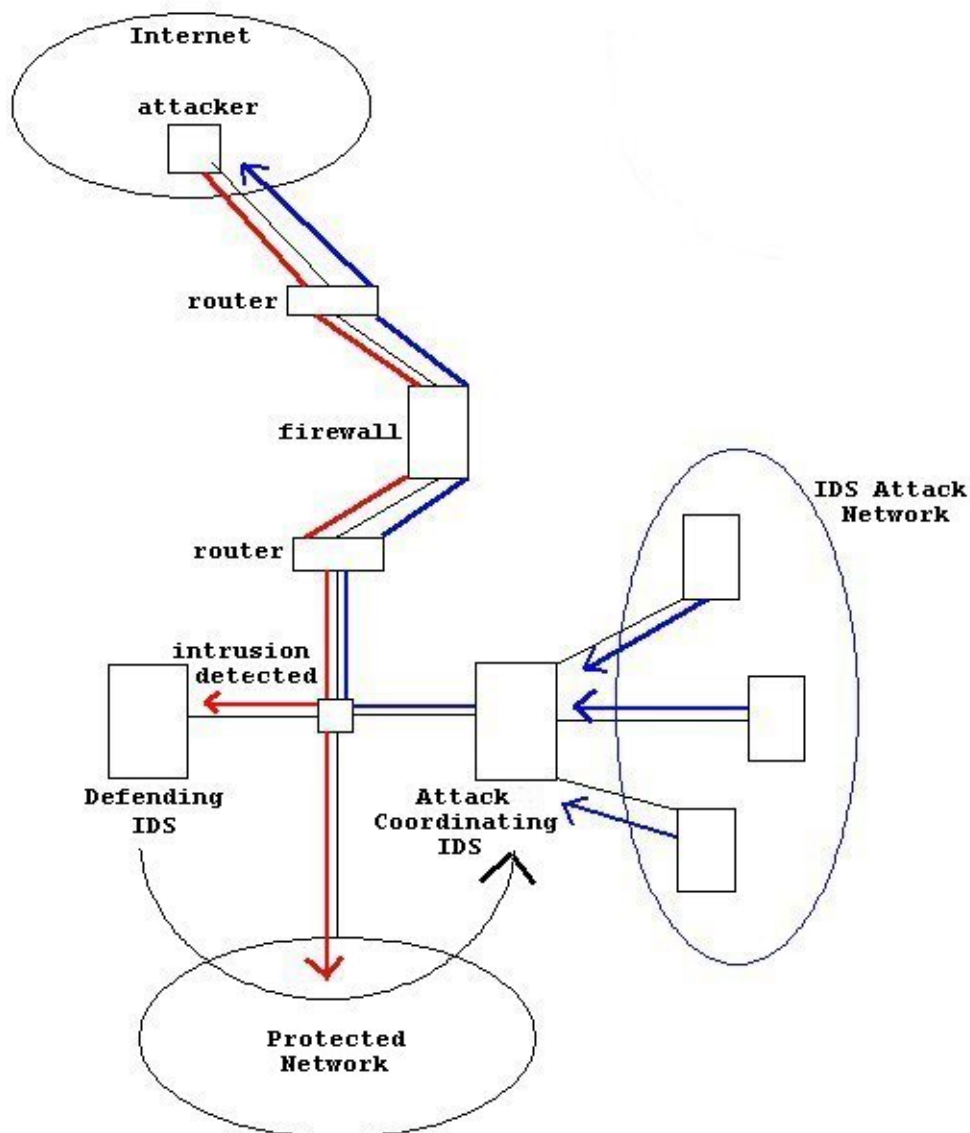 Internet
attacker
router
firewall
IDS Attack
Network
router
intrusion
detected
Defending
IDS
Attack
Coordinating
IDS
Protected
Network